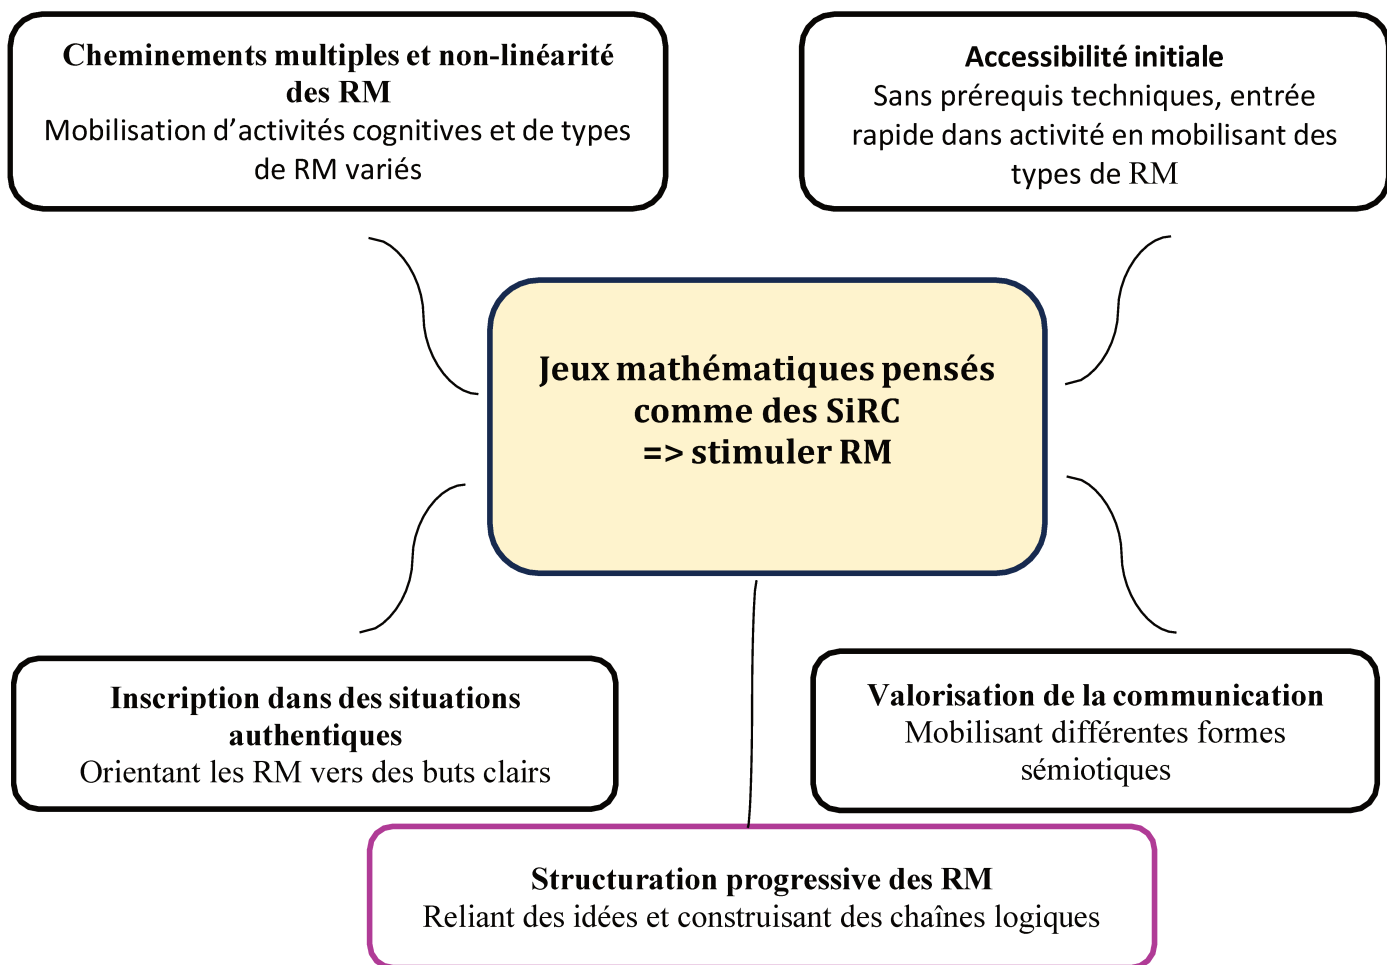 Cheminements multiples et non-linéarité
des RM
Mobilisation d’activités cognitives et de types
de RM variés
Accessibilité initiale
Sans prérequis techniques, entrée
rapide dans activité en mobilisant des
types de RM
Jeux mathématiques pensés
comme des SiRC
=> stimuler RM
Inscription dans des situations
authentiques
Orientant les RM vers des buts clairs
Valorisation de la communication
Mobilisant différentes formes
sémiotiques
Structuration progressive des RM
Reliant des idées et construisant des chaînes logiques